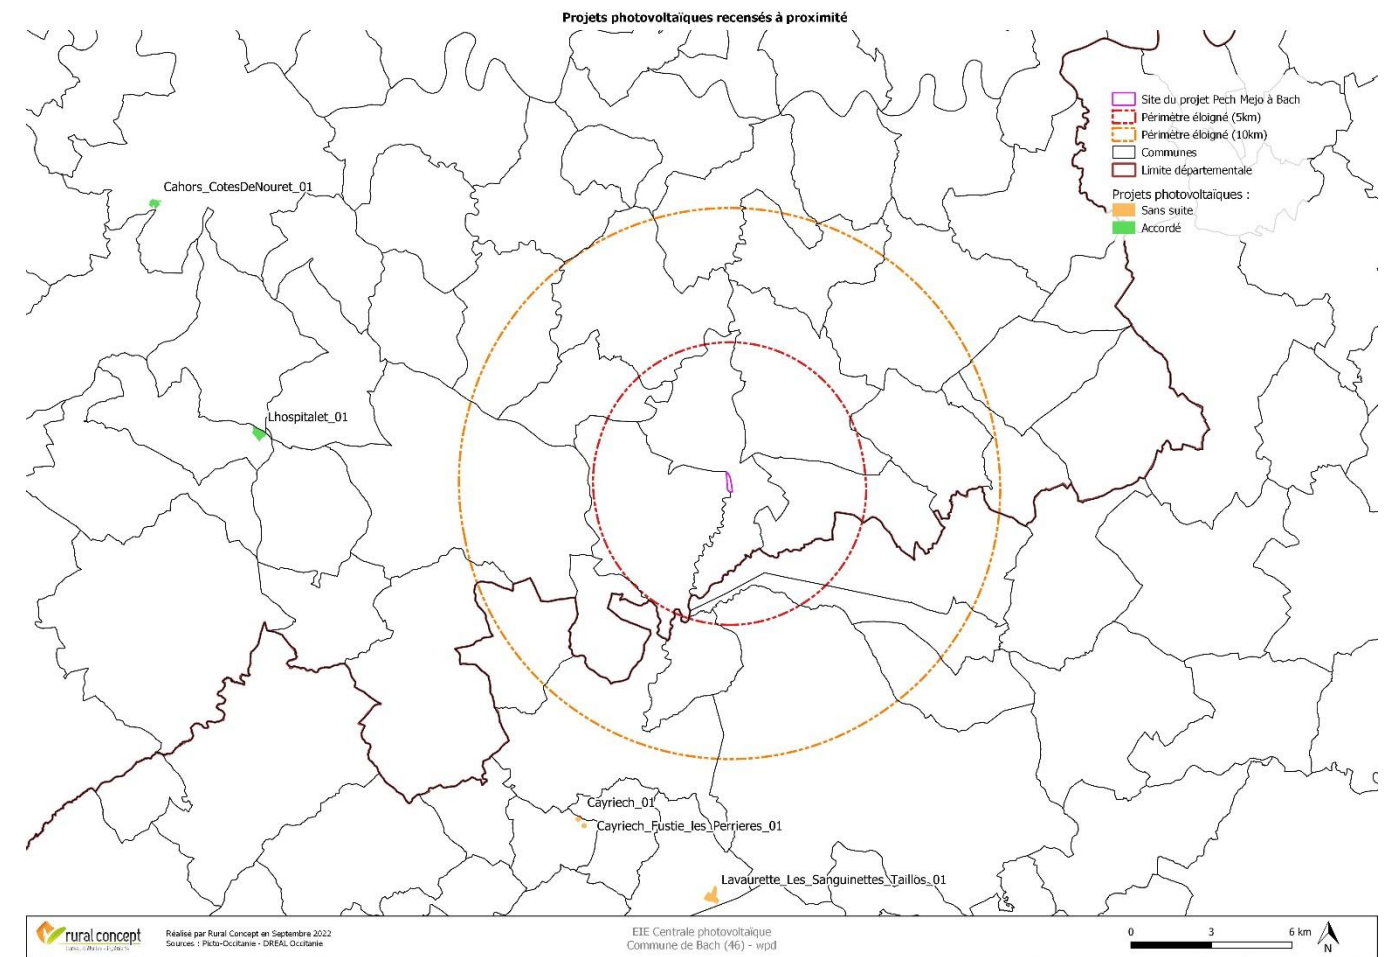 Projets photovoltaïques recensés à proximité
Site du projet Pech Mejo à Bach
Périmètre éloigné (5km)
Périmètre éloigné (10km)
Communes
Limite départementale
Projets photovoltaïques :
Sans suite
Accordé
Cahors_CotesDeNouret_01
Lhospitalet_01
Cayriech_01
Cayriech_Fustie_les_Perrieres_01
Lavaurette_Les_Sanguinettes_Taillos_01
rural concept
Réalisé par Rural Concept en Septembre 2022
Sources : Picto-Occitanie - DREAL Occitanie
EIE Centrale photovoltaïque
Commune de Bach (46) - wpd
0 3 6 km
N